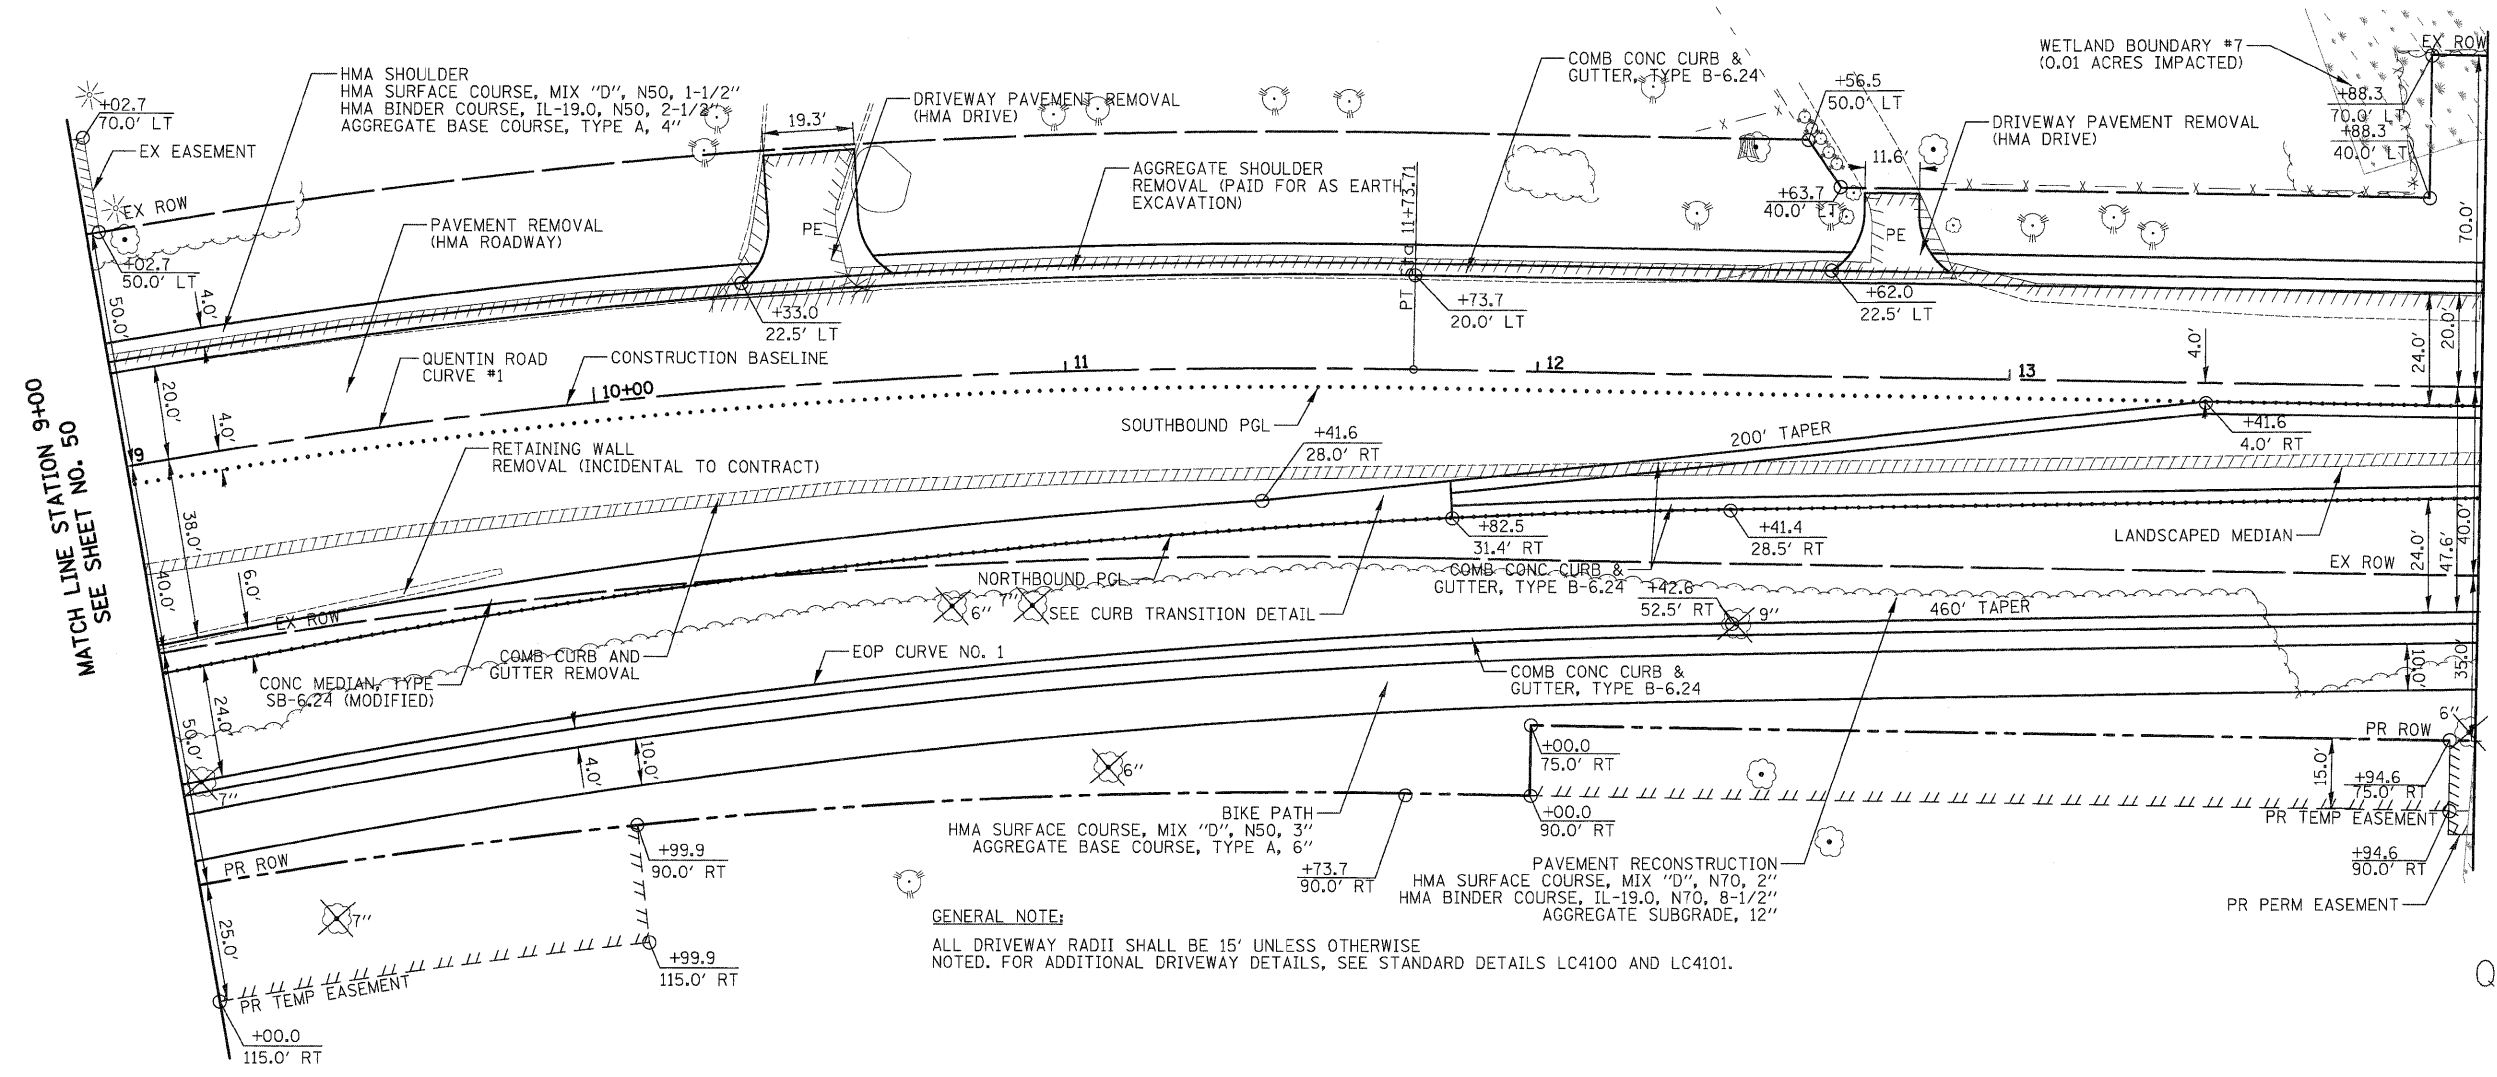 HMA SHOULDER
HMA SURFACE COURSE, MIX "D", N50, 1-1/2"
HMA BINDER COURSE, IL-19.0, N50, 2-1/2"
AGGREGATE BASE COURSE, TYPE A, 4"
+02.7
70.0' LT
EX EASEMENT
EX ROW
+02.7
50.0' LT
PAVEMENT REMOVAL
(HMA ROADWAY)
19.3'
DRIVEWAY PAVEMENT REMOVAL
(HMA DRIVE)
PE
AGGREGATE SHOULDER
REMOVAL (PAID FOR AS EARTH
EXCAVATION)
COMB CONC CURB &
GUTTER, TYPE B-6.24
+56.5
50.0' LT
WETLAND BOUNDARY #7
(0.01 ACRES IMPACTED)
EX ROW
+88.3
70.0' LT
+88.3
40.0' LT
DRIVEWAY PAVEMENT REMOVAL
(HMA DRIVE)
11.6'
+63.7
40.0' LT
PE
70.0'
50.0'
4.0'
+33.0
22.5' LT
PT Sta 11+73.71
+73.7
20.0' LT
+62.0
22.5' LT
24.0'
20.0'
4.0'
QUENTIN ROAD
CURVE #1
CONSTRUCTION BASELINE
9
10+00
11
12
13
20.0'
4.0'
SOUTHBOUND PGL
+41.6
28.0' RT
200' TAPER
+41.6
4.0' RT
MATCH LINE STATION 9+00
SEE SHEET NO. 50
RETAINING WALL
REMOVAL (INCIDENTAL TO CONTRACT)
38.0'
40.0'
6.0'
+82.5
31.4' RT
+41.4
28.5' RT
LANDSCAPED MEDIAN
EX ROW
24.0'
47.6'
40.0'
NORTHBOUND PGL
COMB CONC CURB &
GUTTER, TYPE B-6.24
+42.6
52.5' RT
6"
7"
SEE CURB TRANSITION DETAIL
9"
460' TAPER
EX ROW
CONC MEDIAN, TYPE
SB-6.24 (MODIFIED)
COMB CURB AND
GUTTER REMOVAL
EOP CURVE NO. 1
COMB CONC CURB &
GUTTER, TYPE B-6.24
10.0'
35.0'
24.0'
50.0'
7"
4.0'
10.0'
6"
+00.0
75.0' RT
PR ROW
6"
15.0'
+94.6
75.0' RT
PR TEMP EASEMENT
+00.0
90.0' RT
BIKE PATH
HMA SURFACE COURSE, MIX "D", N50, 3"
AGGREGATE BASE COURSE, TYPE A, 6"
+73.7
90.0' RT
PR ROW
+99.9
90.0' RT
PAVEMENT RECONSTRUCTION
HMA SURFACE COURSE, MIX "D", N70, 2"
HMA BINDER COURSE, IL-19.0, N70, 8-1/2"
AGGREGATE SUBGRADE, 12"
+94.6
90.0' RT
PR PERM EASEMENT
25.0'
7"
GENERAL NOTE:
ALL DRIVEWAY RADII SHALL BE 15' UNLESS OTHERWISE
NOTED. FOR ADDITIONAL DRIVEWAY DETAILS, SEE STANDARD DETAILS LC4100 AND LC4101.
+99.9
115.0' RT
PR TEMP EASEMENT
+00.0
115.0' RT
Q